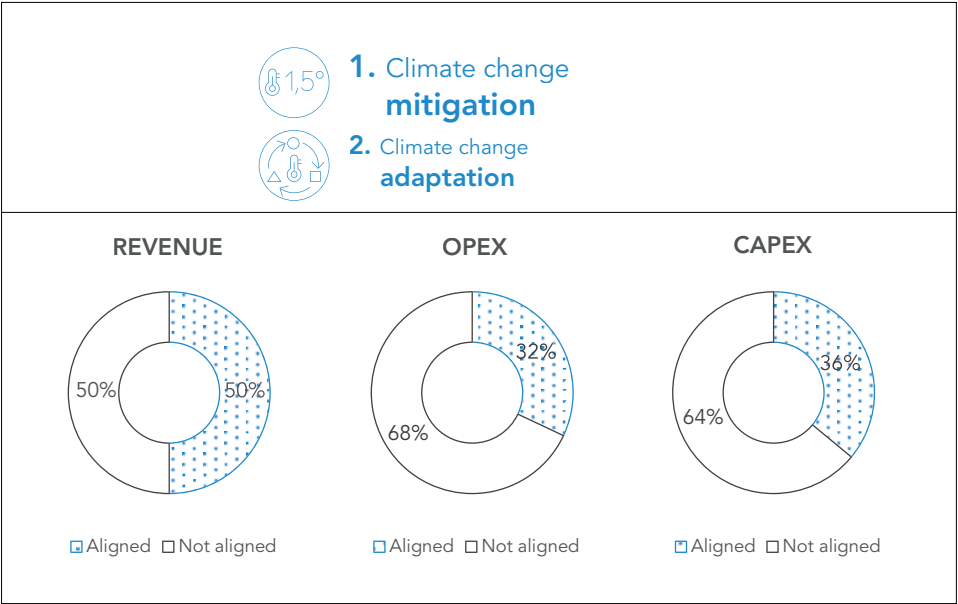 1,5°
1. Climate change
mitigation
2. Climate change
adaptation
REVENUE
OPEX
CAPEX
50%
50%
32%
68%
36%
64%
Aligned Not aligned
Aligned Not aligned
Aligned Not aligned